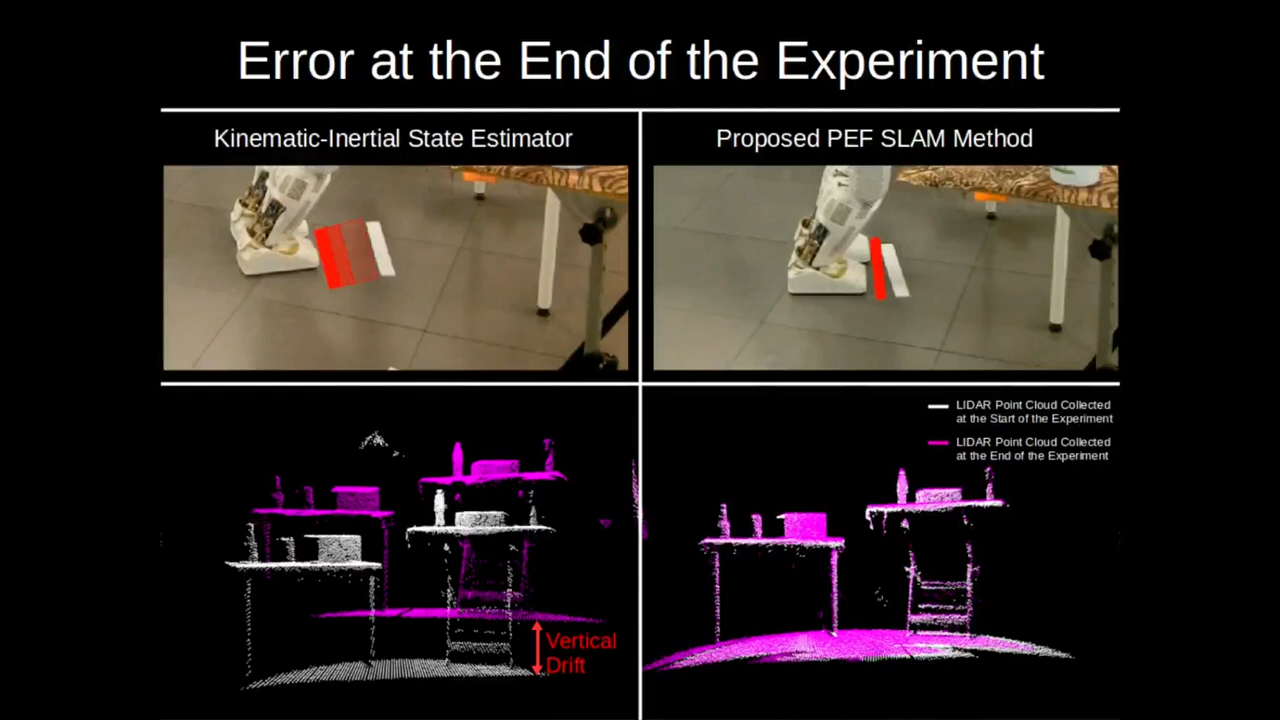 Error at the End of the Experiment
Kinematic-Inertial State Estimator
Proposed PEF SLAM Method
LIDAR Point Cloud Collected
at the Start of the Experiment
LIDAR Point Cloud Collected
at the End of the Experiment
Vertical
Drift